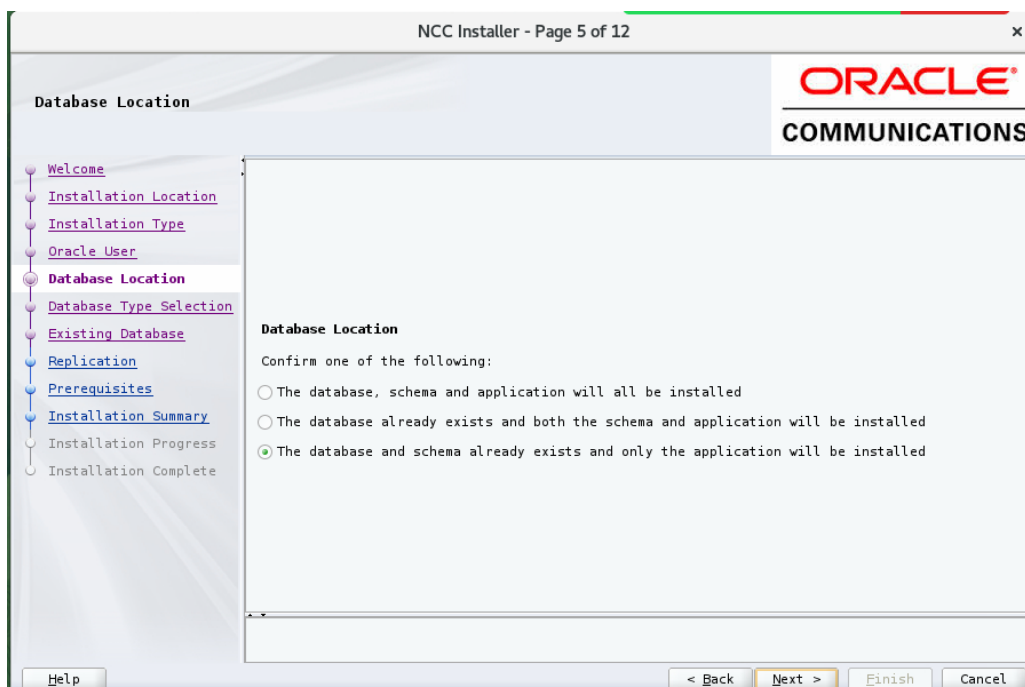 NCC Installer - Page 5 of 12
×
Database Location
ORACLE®
COMMUNICATIONS
Welcome
Installation Location
Installation Type
Oracle User
Database Location
Database Type Selection
Existing Database
Replication
Prerequisites
Installation Summary
Installation Progress
Installation Complete
Database Location
Confirm one of the following:
The database, schema and application will all be installed
The database already exists and both the schema and application will be installed
The database and schema already exists and only the application will be installed
Help
< Back
Next >
Finish
Cancel